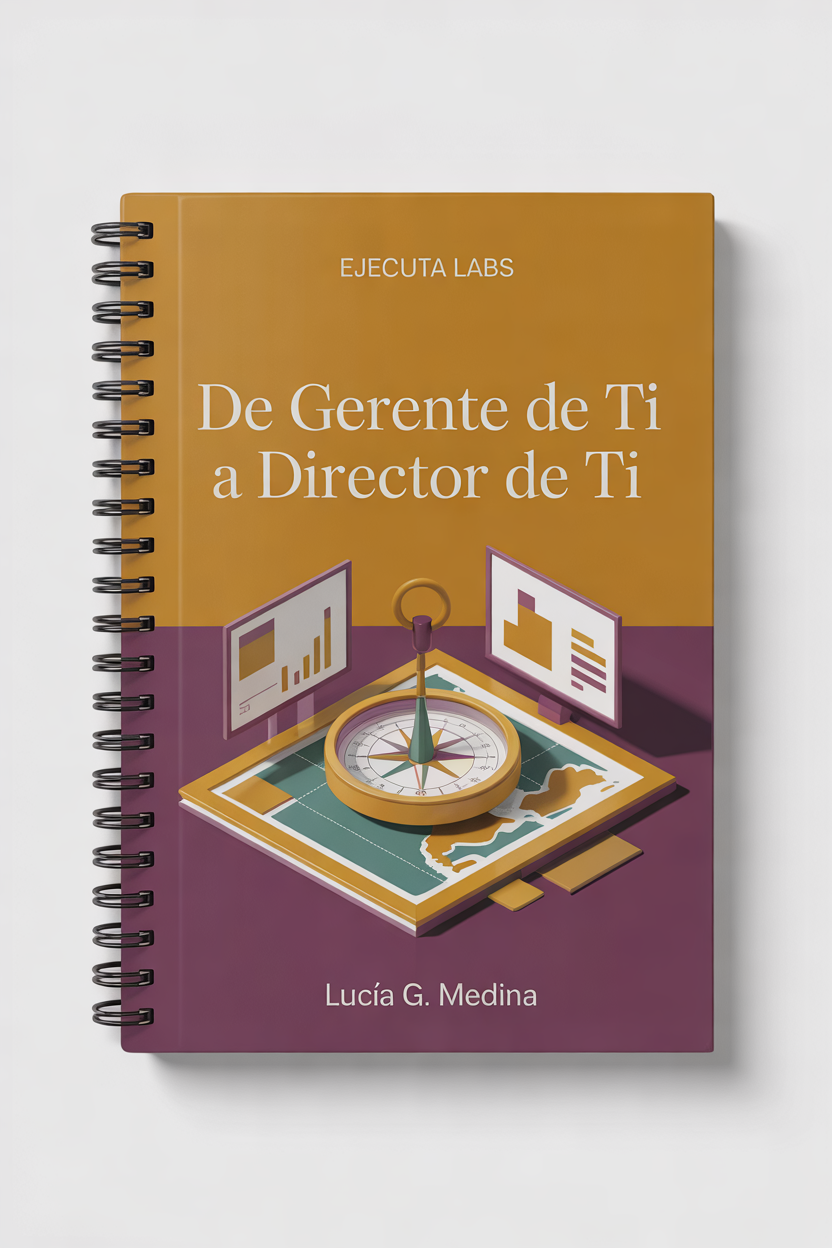 EJECUTA LABS
De Gerente de Ti
a Director de Ti
Lucía G. Medina